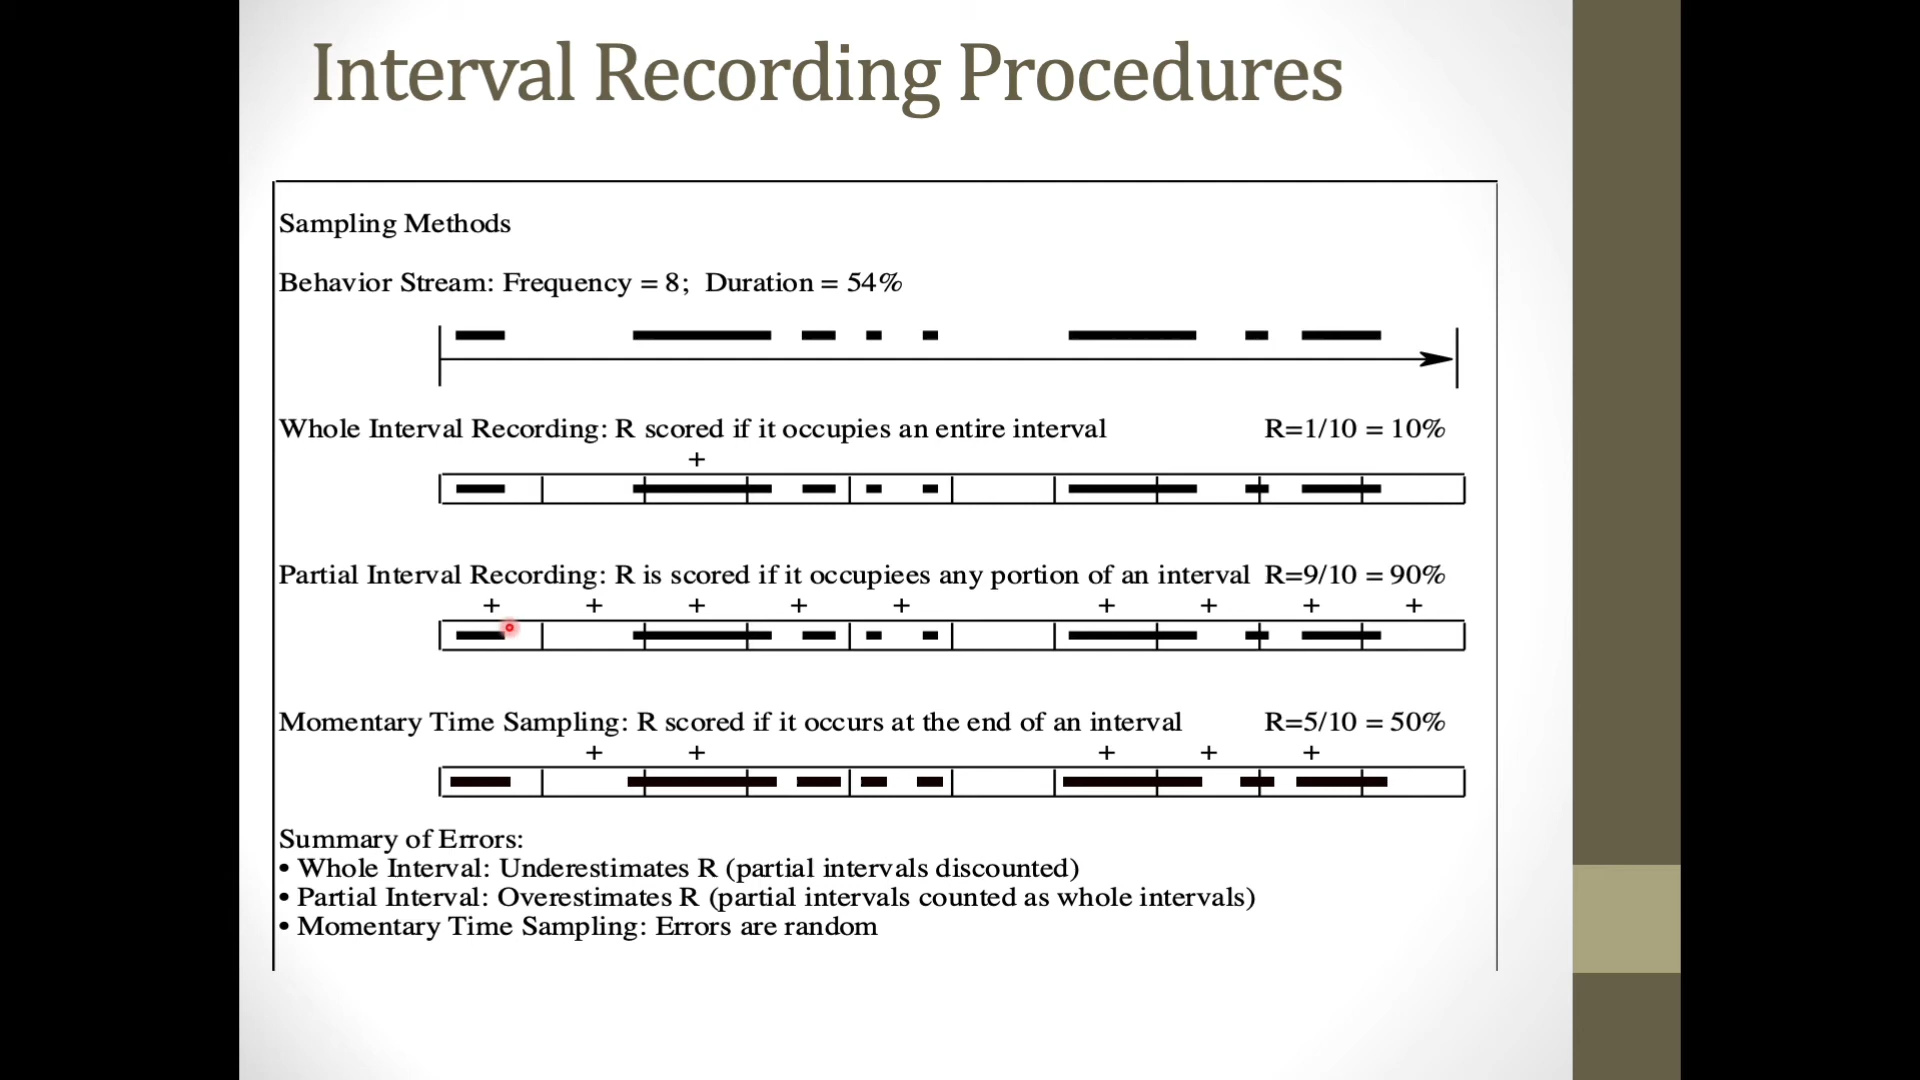 Interval Recording Procedures
Sampling Methods
Behavior Stream: Frequency = 8; Duration = 54%
Whole Interval Recording: R scored if it occupies an entire interval R=1/10 = 10%
+
Partial Interval Recording: R is scored if it occupiees any portion of an interval R=9/10 = 90%
+ + + + + + + + +
Momentary Time Sampling: R scored if it occurs at the end of an interval R=5/10 = 50%
+ + + + +
Summary of Errors:
• Whole Interval: Underestimates R (partial intervals discounted)
• Partial Interval: Overestimates R (partial intervals counted as whole intervals)
• Momentary Time Sampling: Errors are random